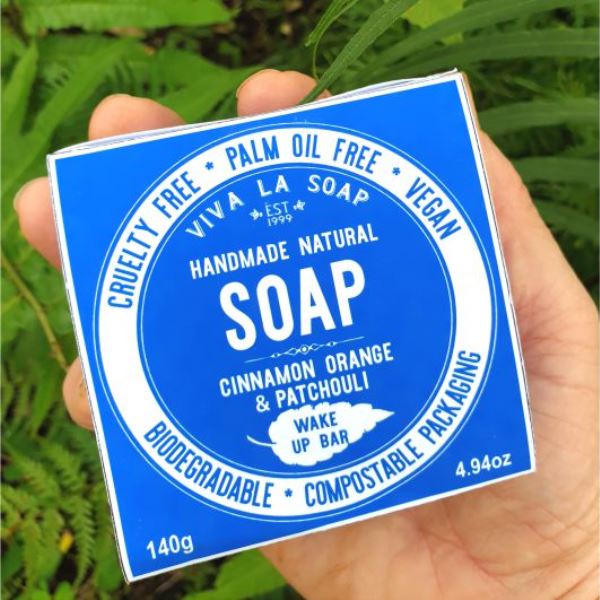 CRUELTY FREE * PALM OIL FREE * VEGAN
VIVA LA SOAP
EST
1999
HANDMADE NATURAL
SOAP
CINNAMON ORANGE
& PATCHOULI
WAKE
UP BAR
BIODEGRADABLE * COMPOSTABLE PACKAGING
140g
4.94oz